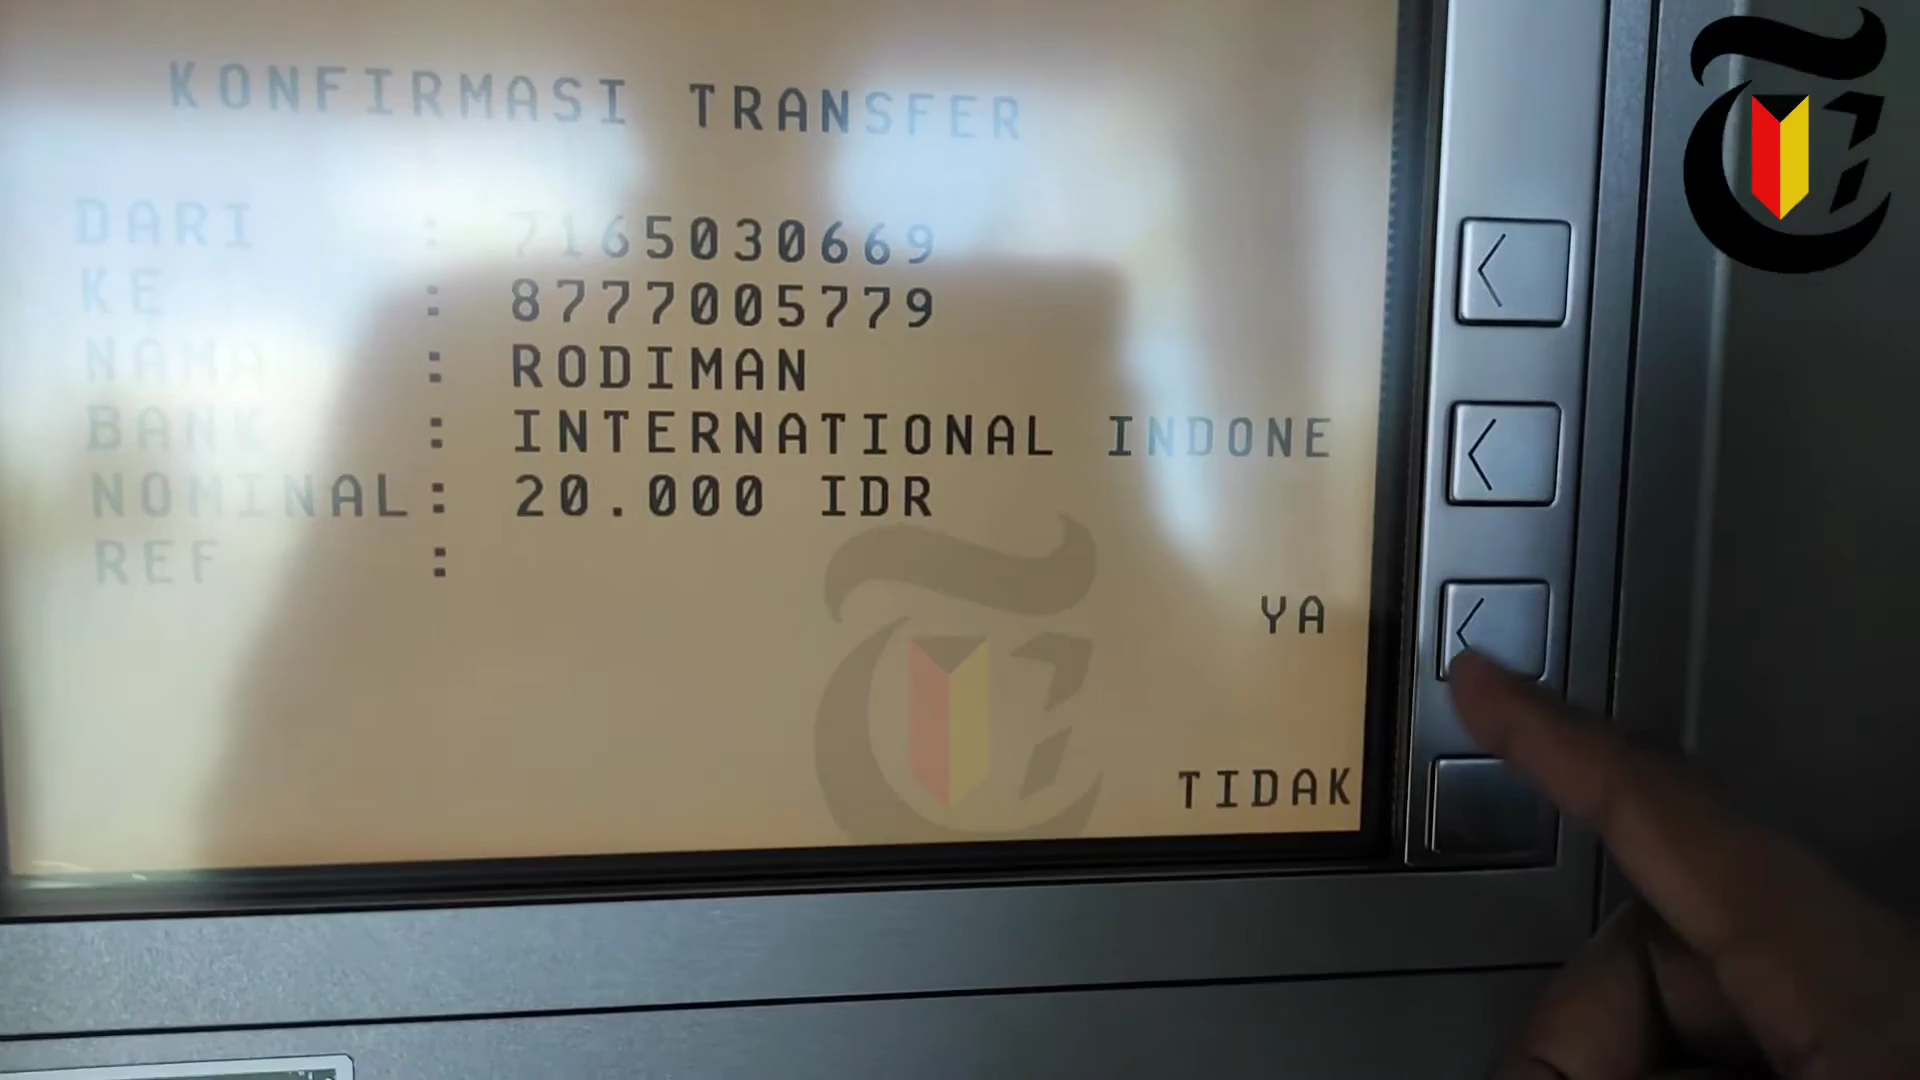 KONFIRMASI TRANSFER
DARI : 7165030669
KE : 8777005779
NAMA : RODIMAN
BANK : INTERNATIONAL INDONE
NOMINAL: 20.000 IDR
REF :
YA
TIDAK